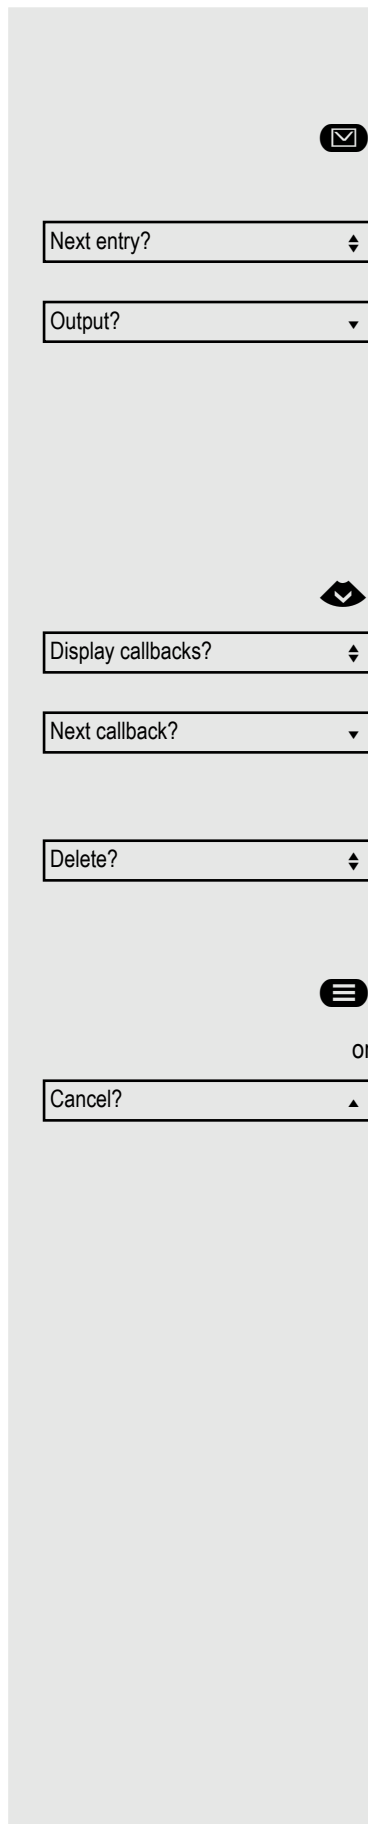 Next entry?
Output?
Display callbacks?
Next callback?
Delete?
or
Cancel?